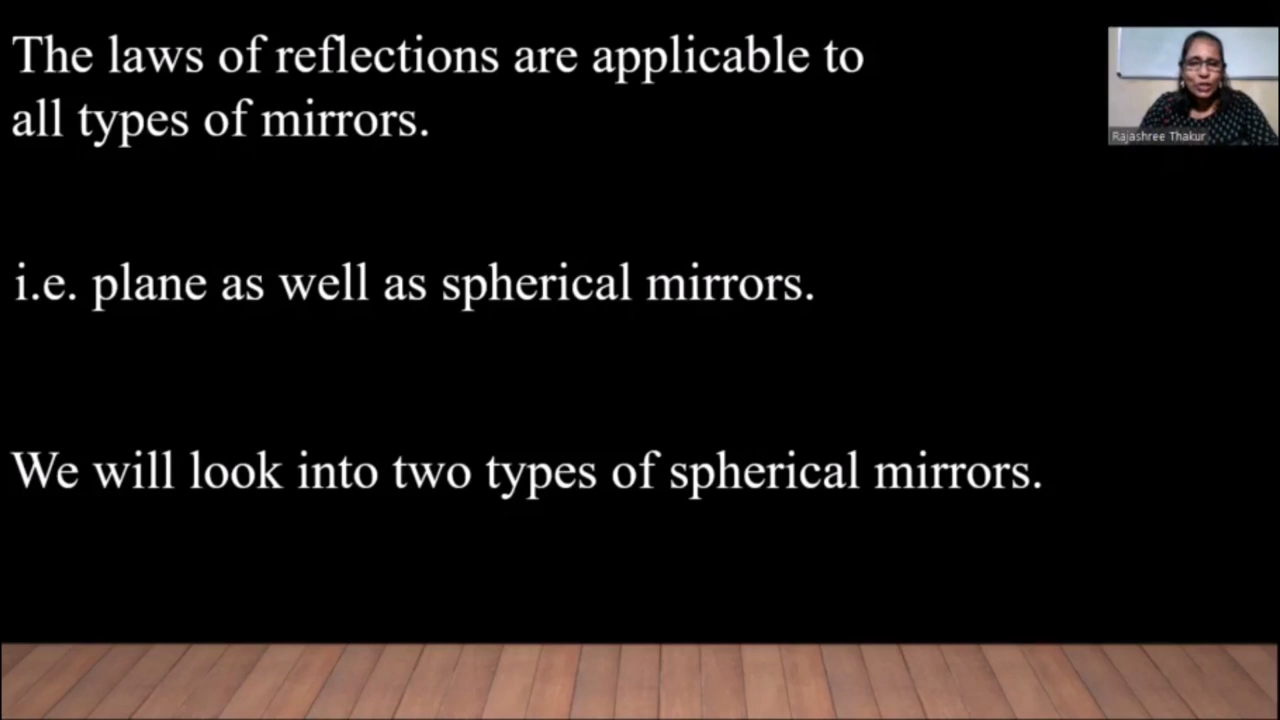 The laws of reflections are applicable to
all types of mirrors.
Rajashree Thakur
i.e. plane as well as spherical mirrors.
We will look into two types of spherical mirrors.